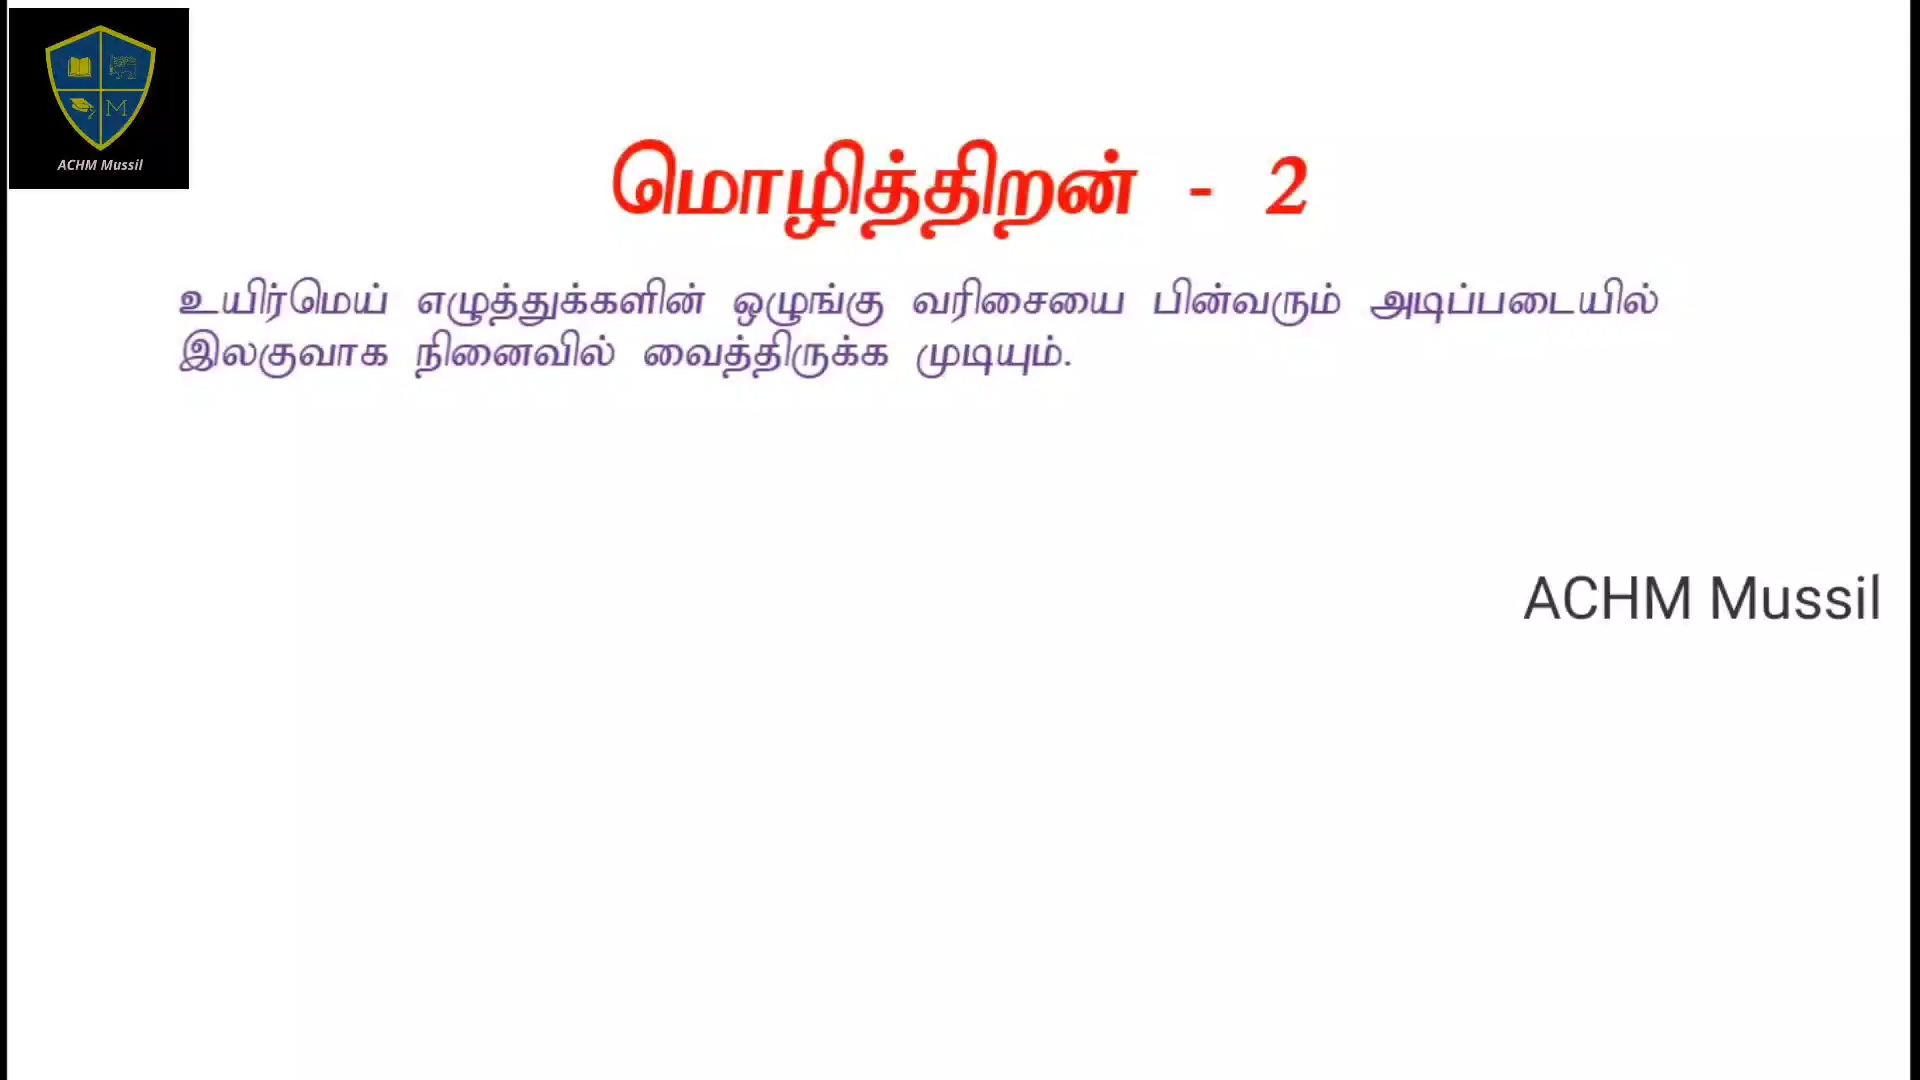 ACHM Mussil
மொழித்திறன் - 2
உயிர்மெய் எழுத்துக்களின் ஒழுங்கு வரிசையை பின்வரும் அடிப்படையில்
இலகுவாக நினைவில் வைத்திருக்க முடியும்.
ACHM Mussil